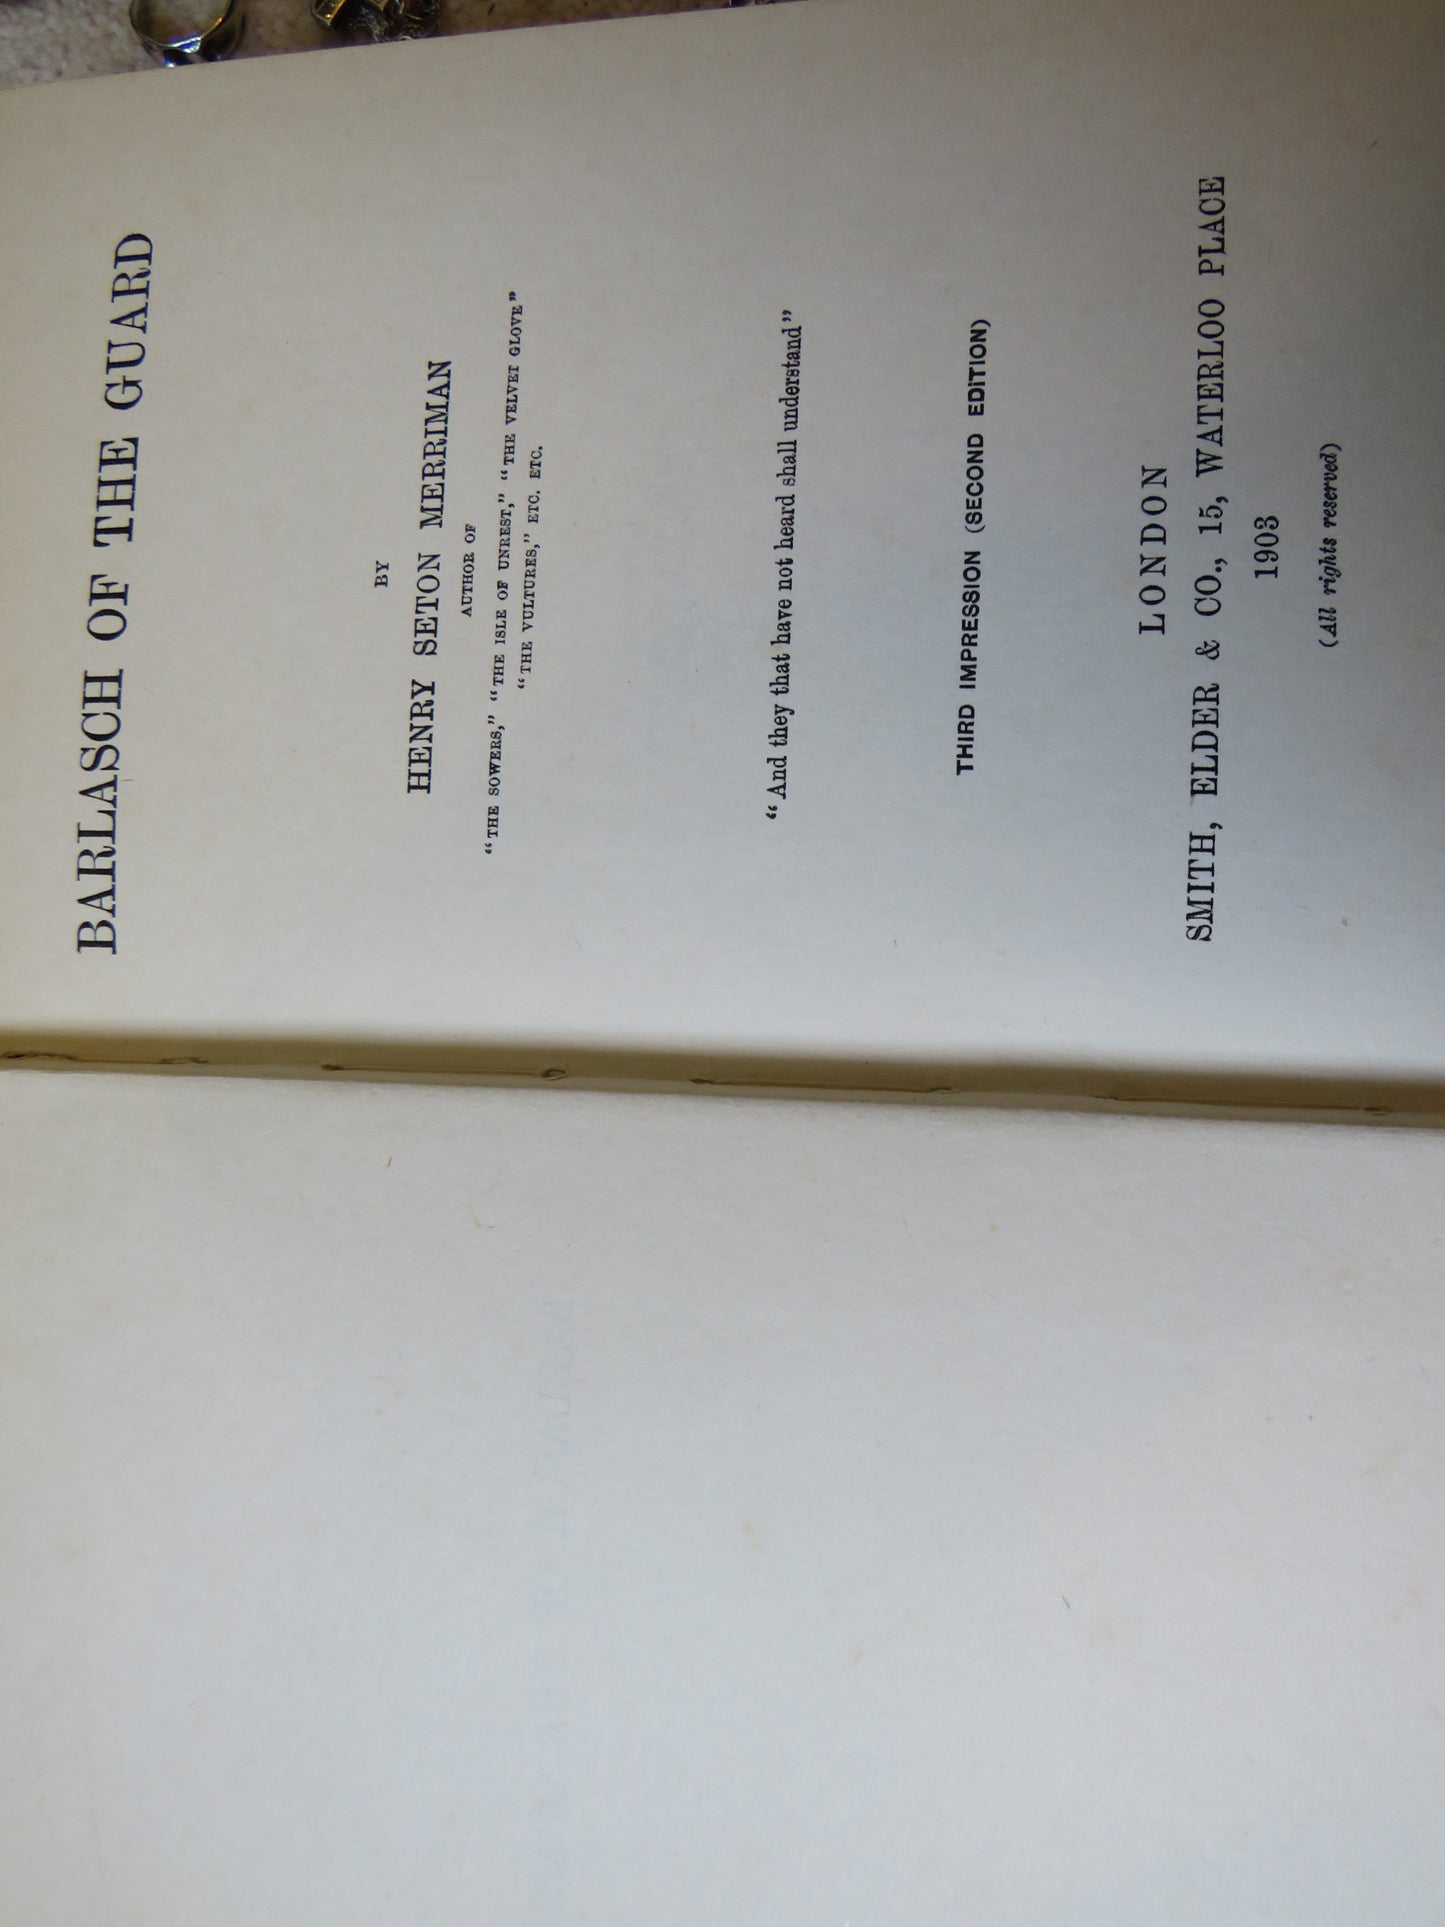 BARLASCH OF THE GUARD
BY
HENRY SETON MERRIMAN
AUTHOR OF
“THE SOWERS,” “THE ISLE OF UNREST,” “THE VELVET GLOVE”
“THE VULTURES,” ETC. ETC.
“And they that have not heard shall understand”
THIRD IMPRESSION (SECOND EDITION)
LONDON
SMITH, ELDER & CO., 15, WATERLOO PLACE
1903
(All rights reserved)